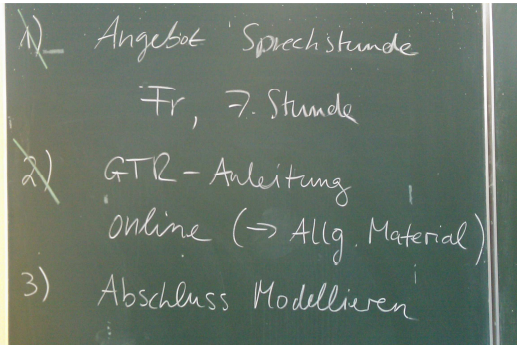 1) Angebot Sprechstunde
Fr, 7. Stunde
2) GTR - Anleitung
online (→ Allg. Material)
3) Abschluss Modellieren